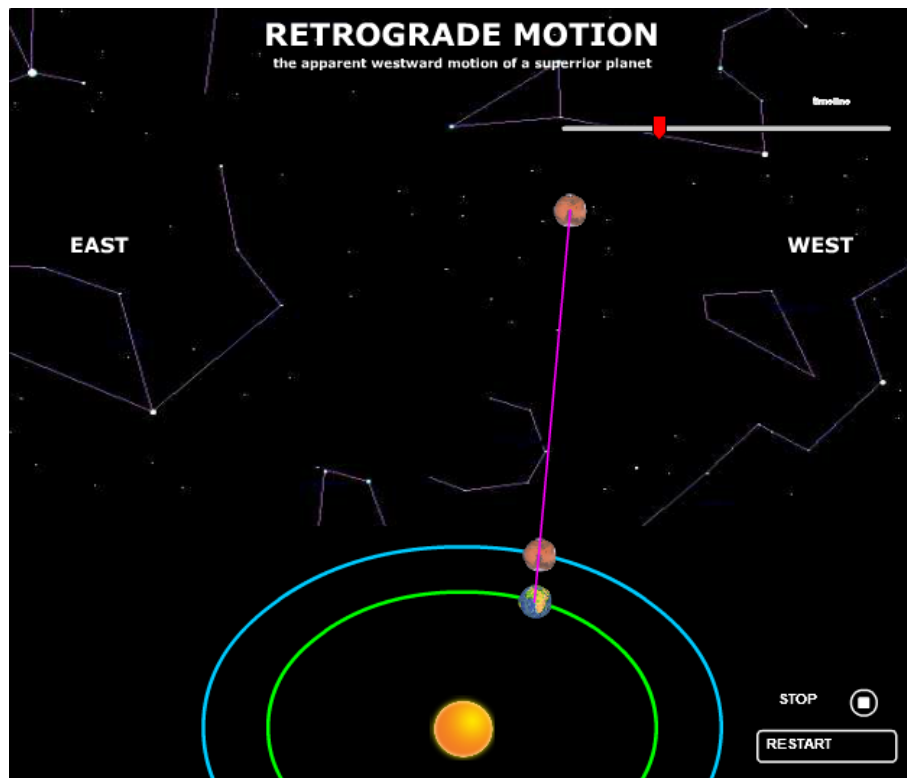 RETROGRADE MOTION
the apparent westward motion of a superrior planet
timeline
EAST
WEST
STOP
RESTART